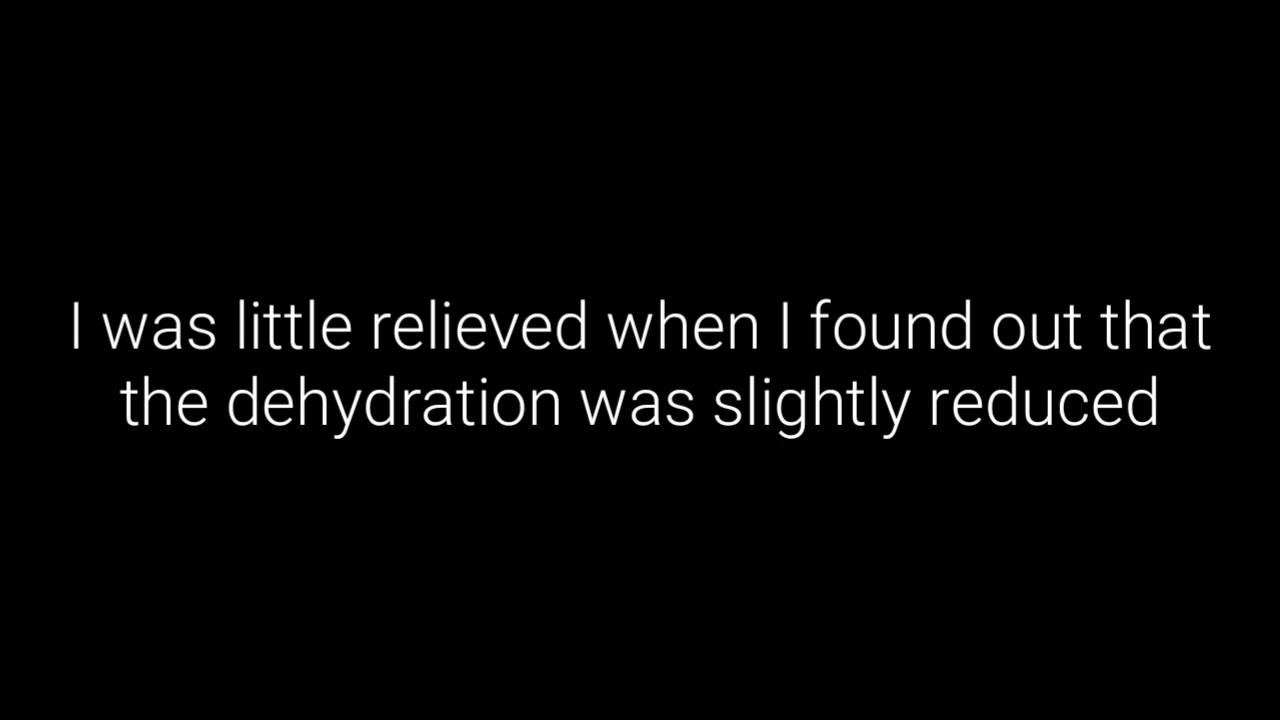 I was little relieved when I found out that
the dehydration was slightly reduced